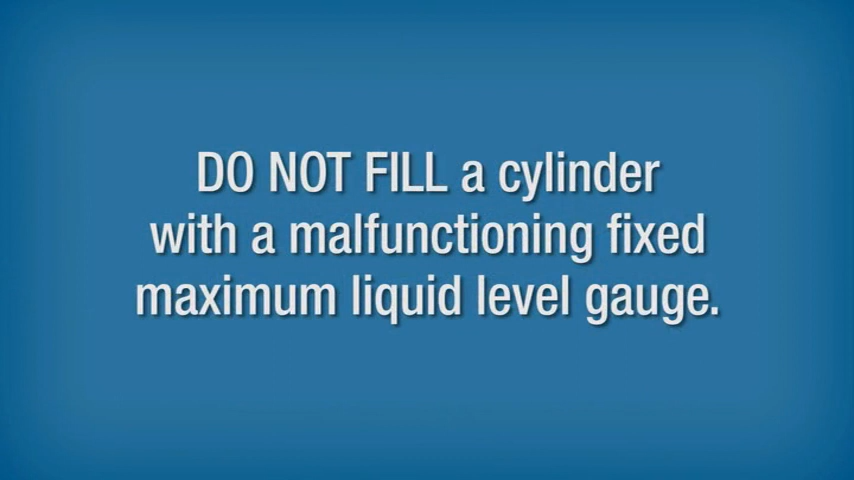 DO NOT FILL a cylinder
with a malfunctioning fixed
maximum liquid level gauge.